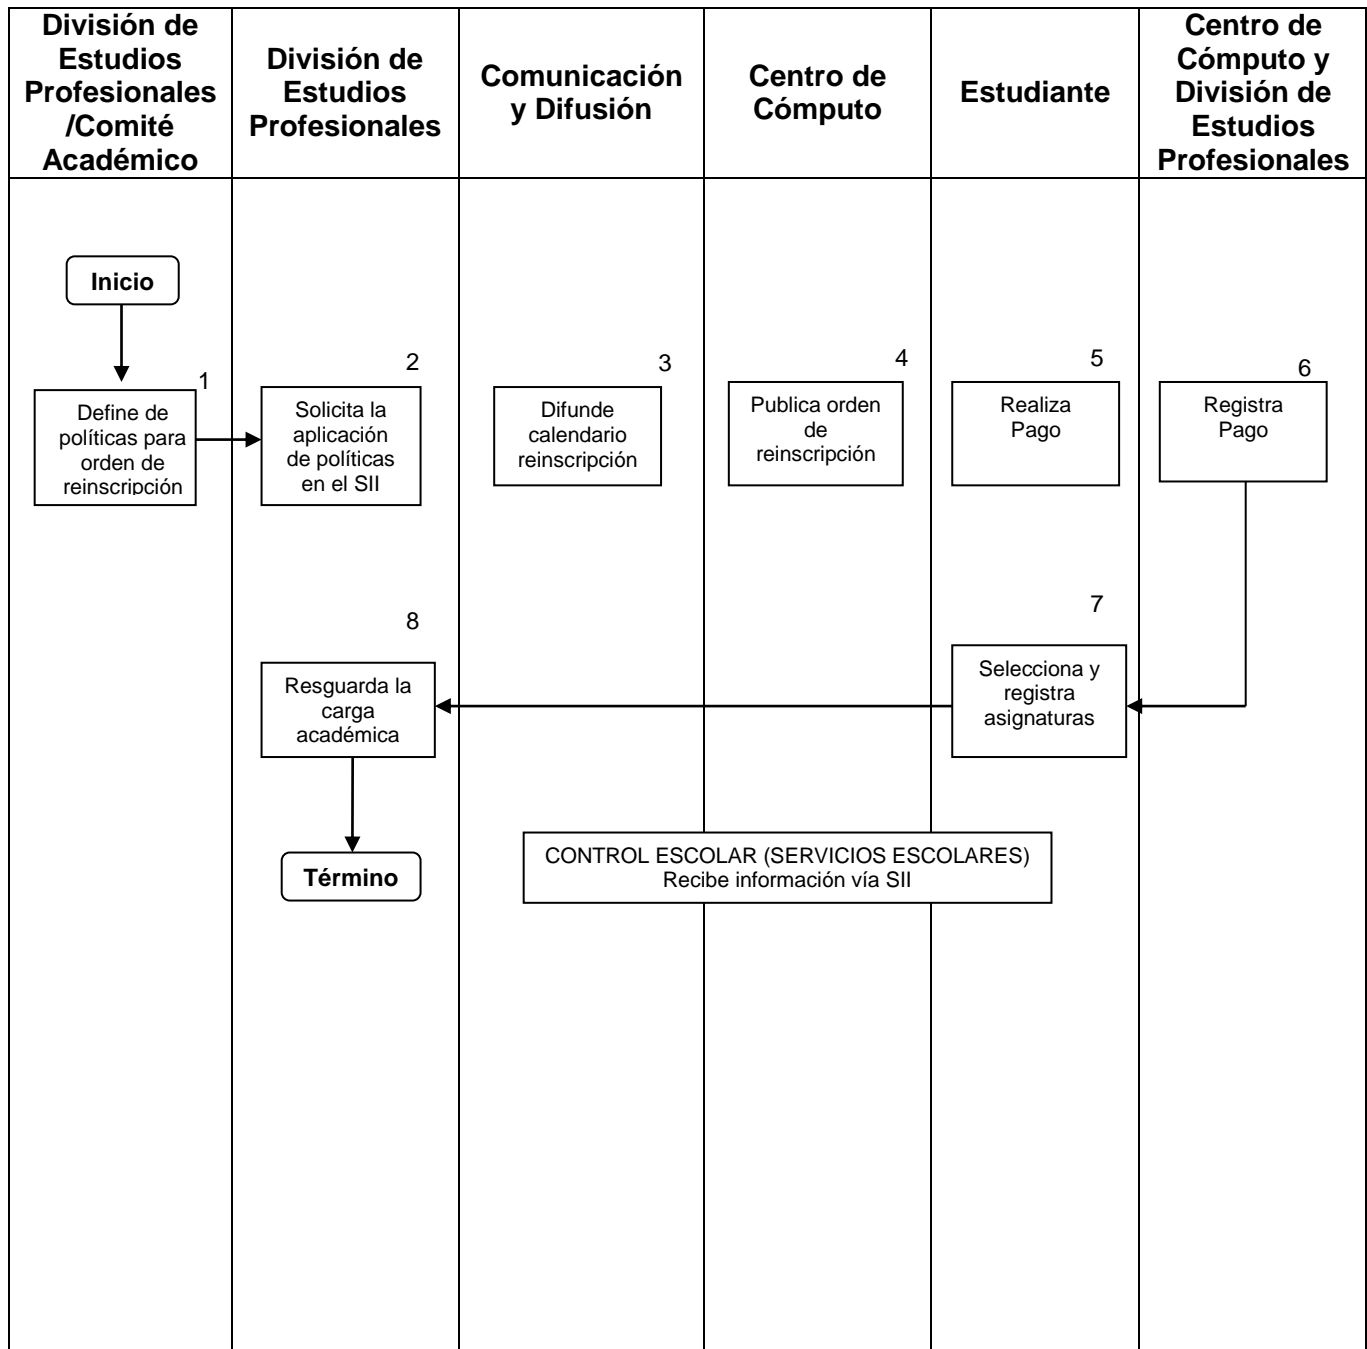 División de
Estudios
Profesionales
/Comité
Académico
División de
Estudios
Profesionales
Comunicación
y Difusión
Centro de
Cómputo
Estudiante
Centro de
Cómputo y
División de
Estudios
Profesionales
Inicio
1
Define de
políticas para
orden de
reinscripción
2
Solicita la
aplicación
de políticas
en el SII
3
Difunde
calendario
reinscripción
4
Publica orden
de
reinscripción
5
Realiza
Pago
6
Registra
Pago
7
Selecciona y
registra
asignaturas
8
Resguarda la
carga
académica
Término
CONTROL ESCOLAR (SERVICIOS ESCOLARES)
Recibe información vía SII